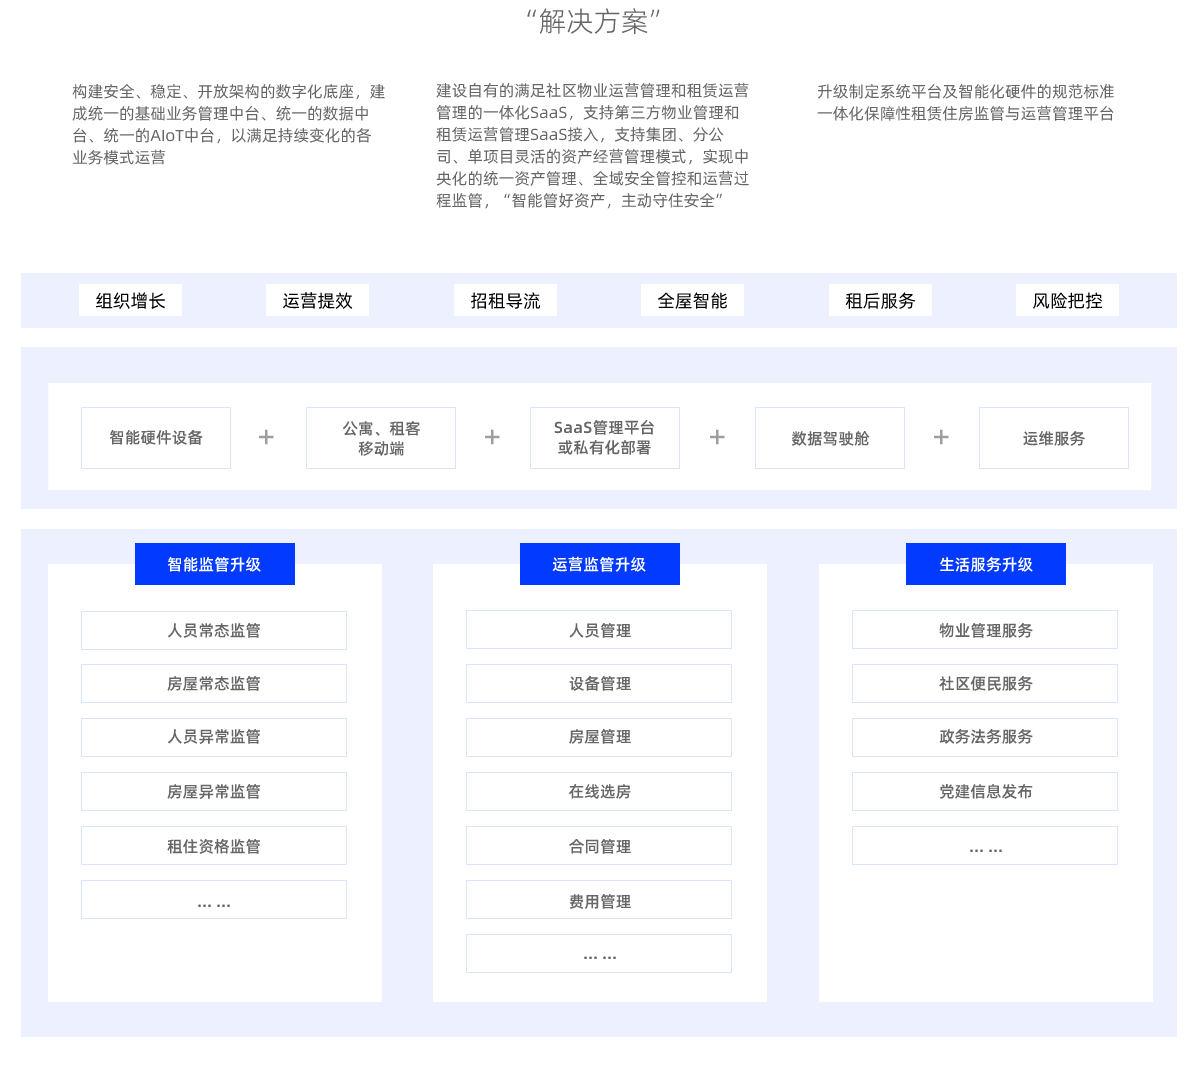 “解决方案”
构建安全、稳定、开放架构的数字化底座，建
成统一的基础业务管理中台、统一的数据中
台、统一的AIoT中台，以满足持续变化的各
业务模式运营
建设自有的满足社区物业运营管理和租赁运营
管理的一体化SaaS，支持第三方物业管理和
租赁运营管理SaaS接入，支持集团、分公
司、单项目灵活的资产经营管理模式，实现中
央化的统一资产管理、全域安全管控和运营过
程监管，“智能管好资产，主动守住安全”
升级制定系统平台及智能化硬件的规范标准
一体化保障性租赁住房监管与运营管理平台
组织增长
运营提效
招租导流
全屋智能
租后服务
风险把控
智能硬件设备
+
公寓、租客
移动端
+
SaaS管理平台
或私有化部署
+
数据驾驶舱
+
运维服务
智能监管升级
人员常态监管
房屋常态监管
人员异常监管
房屋异常监管
租住资格监管
... ...
运营监管升级
人员管理
设备管理
房屋管理
在线选房
合同管理
费用管理
... ...
生活服务升级
物业管理服务
社区便民服务
政务法务服务
党建信息发布
... ...